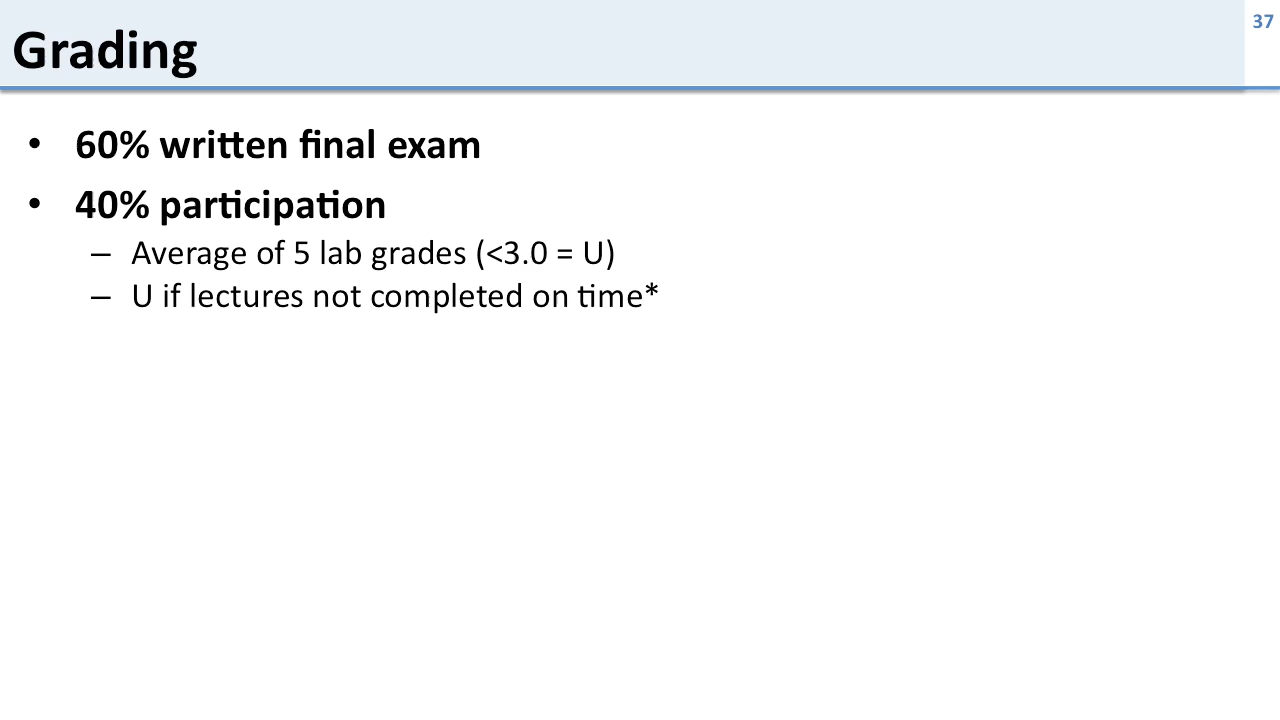 Grading
37
• 60% written final exam
• 40% participation
– Average of 5 lab grades (<3.0 = U)
– U if lectures not completed on time*